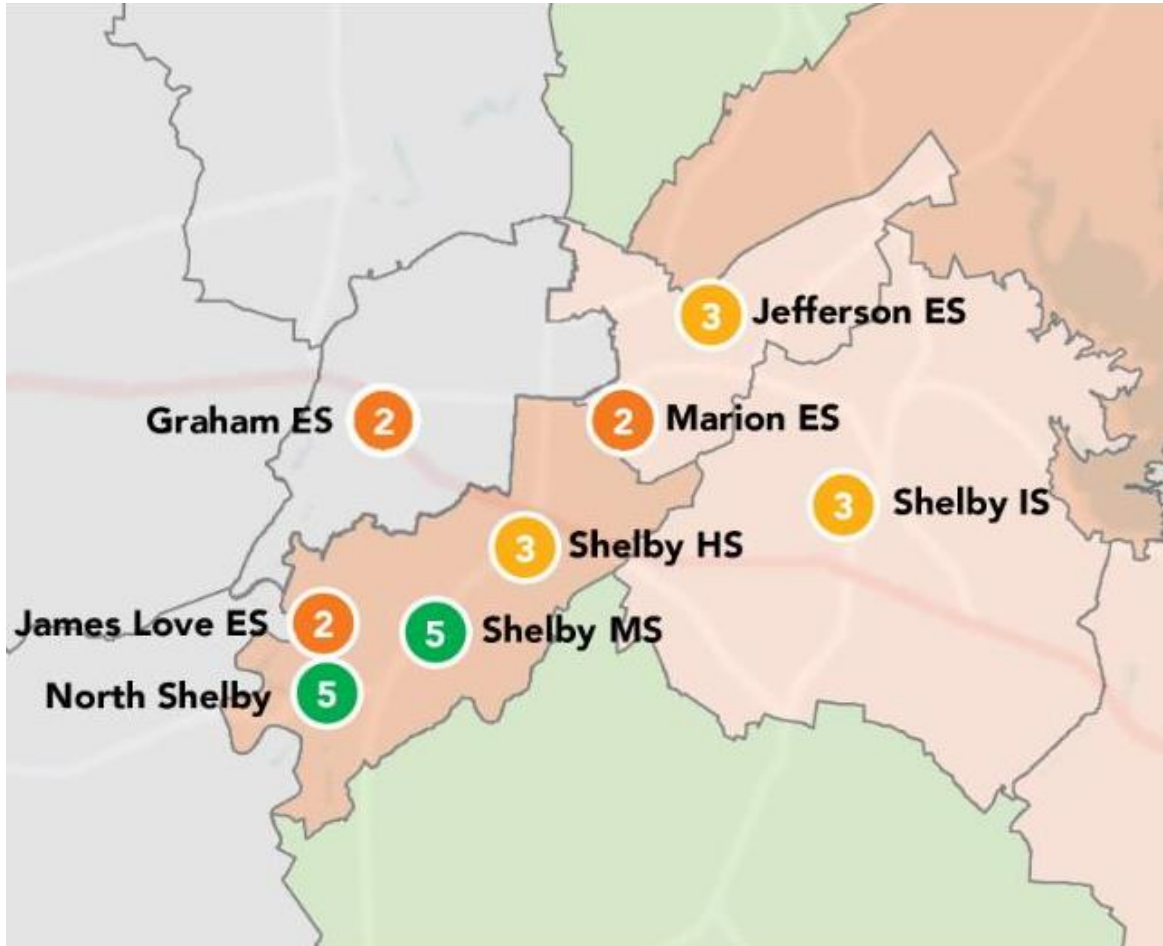 3 Jefferson ES
Graham ES 2
2 Marion ES
3 Shelby IS
3 Shelby HS
James Love ES 2
5 Shelby MS
North Shelby 5